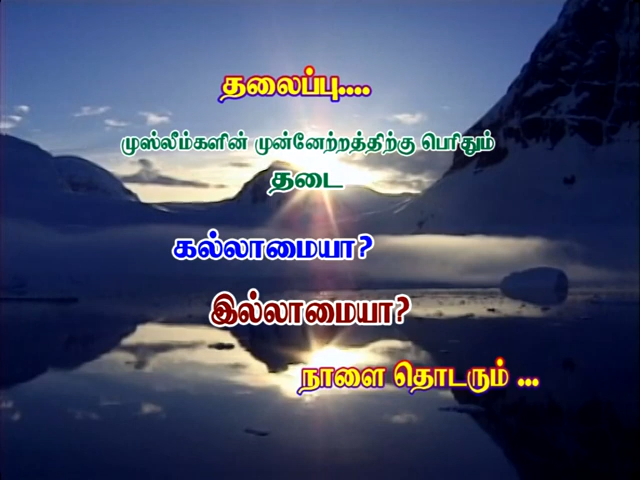 தலைப்பு....
முஸ்லீம்களின் முன்னேற்றத்திற்கு பெரிதும்
தடை
கல்லாமையா?
இல்லாமையா?
நாளை தொடரும் ...